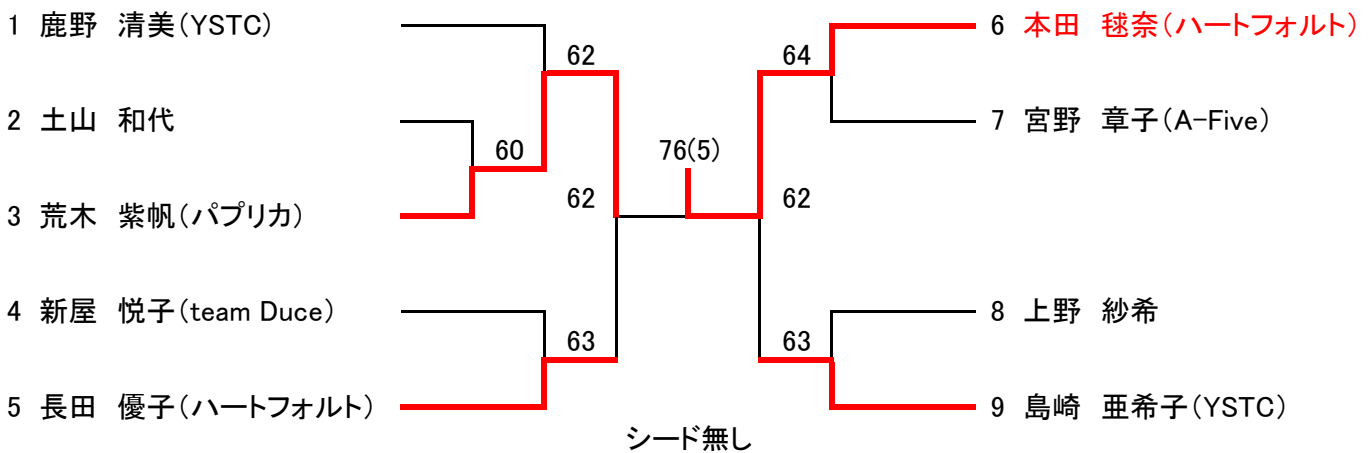 1 鹿野 清美(YSTC)
62
2 土山 和代
60
3 荒木 紫帆(パプリカ)
62
4 新屋 悦子(team Duce)
63
5 長田 優子(ハートフォルト)
76(5)
6 本田 毬奈(ハートフォルト)
64
7 宮野 章子(A-Five)
62
8 上野 紗希
63
9 島崎 亜希子(YSTC)
シード無し